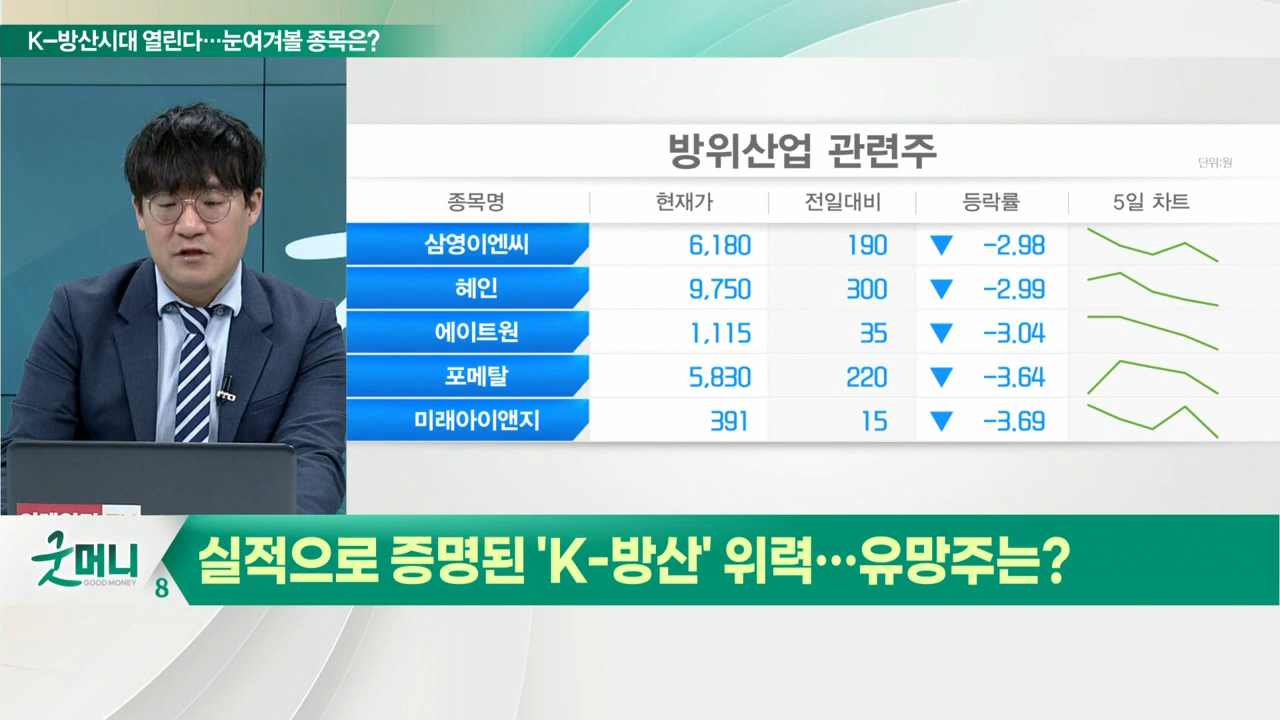 K-방산시대 열린다…눈여겨볼 종목은?
방위산업 관련주
단위:원
종목명 현재가 전일대비 등락률 5일 차트
삼영이엔씨 6,180 190 ▼ -2.98
헤인 9,750 300 ▼ -2.99
에이트원 1,115 35 ▼ -3.04
포메탈 5,830 220 ▼ -3.64
미래아이앤지 391 15 ▼ -3.69
굿머니
GOOD MONEY
8
실적으로 증명된 'K-방산' 위력…유망주는?